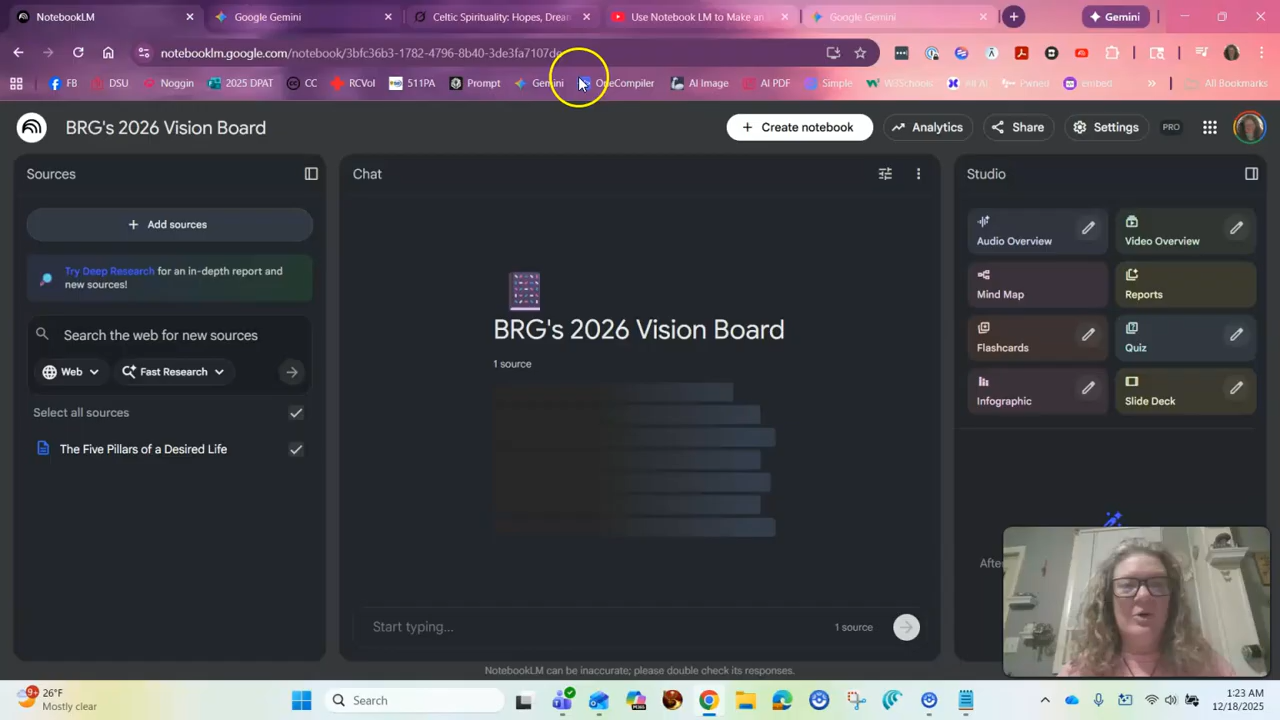 NotebookLM
Google Gemini
Celtic Spirituality: Hopes, Dream
Use Notebook LM to Make an
Google Gemini
Gemini
notebooklm.google.com/notebook/3bfc36b3-1782-4796-8b40-3de3fa7107de
FB
DSU
Noggin
2025 DPAT
CC
RCVol
511PA
Prompt
Gemini
OneCompiler
AI Image
AI PDF
Simple
W3Schools
Pwned
embed
All Bookmarks
BRG's 2026 Vision Board
Create notebook
Analytics
Share
Settings
PRO
Sources
Chat
Studio
Add sources
Try Deep Research for an in-depth report and
new sources!
Search the web for new sources
Web
Fast Research
Select all sources
The Five Pillars of a Desired Life
BRG's 2026 Vision Board
1 source
Audio Overview
Video Overview
Mind Map
Reports
Flashcards
Quiz
Infographic
Slide Deck
Start typing...
1 source
NotebookLM can be inaccurate; please double check its responses.
9+
26°F
Mostly clear
Search
1:23 AM
12/18/2025